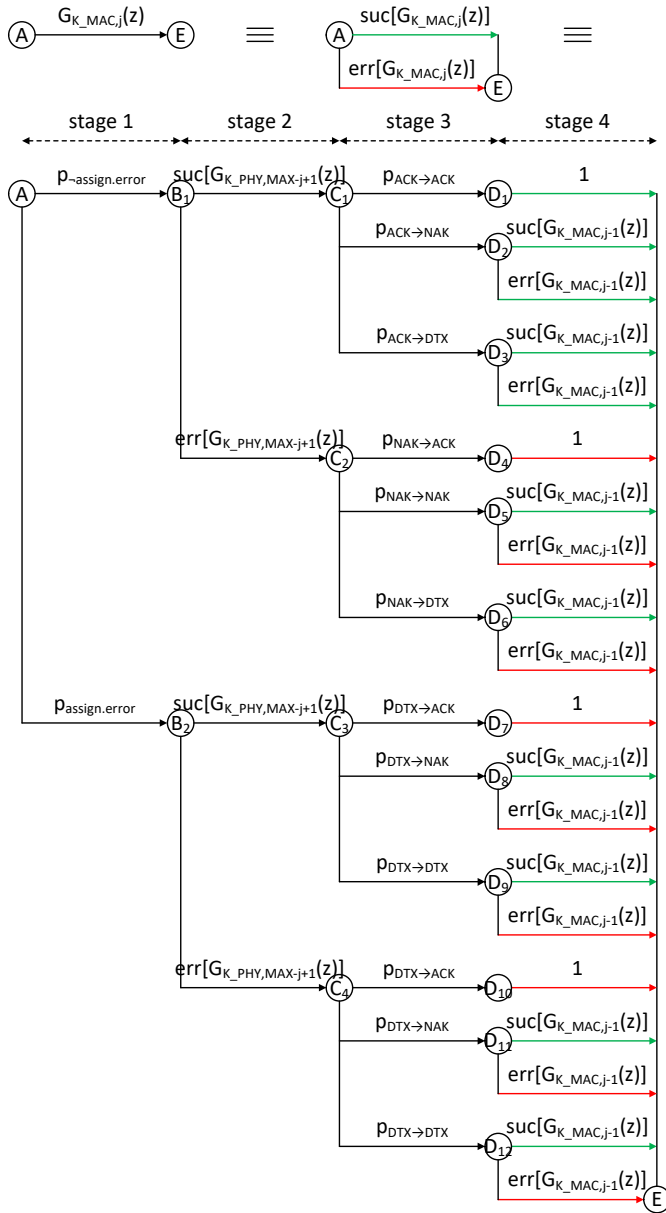 G_K_MAC,j(z) suc[G_K_MAC,j(z)]
A E ≡ A ≡
err[G_K_MAC,j(z)]
E
stage 1 stage 2 stage 3 stage 4
p¬assign.error suc[G_K_PHY,MAX-j+1(z)] pACK→ACK 1
A B1 C1 D1
pACK→NAK suc[G_K_MAC,j-1(z)]
D2
err[G_K_MAC,j-1(z)]
pACK→DTX suc[G_K_MAC,j-1(z)]
D3
err[G_K_MAC,j-1(z)]
err[G_K_PHY,MAX-j+1(z)] pNAK→ACK 1
C2 D4
pNAK→NAK suc[G_K_MAC,j-1(z)]
D5
err[G_K_MAC,j-1(z)]
pNAK→DTX suc[G_K_MAC,j-1(z)]
D6
err[G_K_MAC,j-1(z)]
passign.error suc[G_K_PHY,MAX-j+1(z)] pDTX→ACK 1
B2 C3 D7
pDTX→NAK suc[G_K_MAC,j-1(z)]
D8
err[G_K_MAC,j-1(z)]
pDTX→DTX suc[G_K_MAC,j-1(z)]
D9
err[G_K_MAC,j-1(z)]
err[G_K_PHY,MAX-j+1(z)] pDTX→ACK 1
C4 D10
pDTX→NAK suc[G_K_MAC,j-1(z)]
D11
err[G_K_MAC,j-1(z)]
pDTX→DTX suc[G_K_MAC,j-1(z)]
D12
err[G_K_MAC,j-1(z)]
E